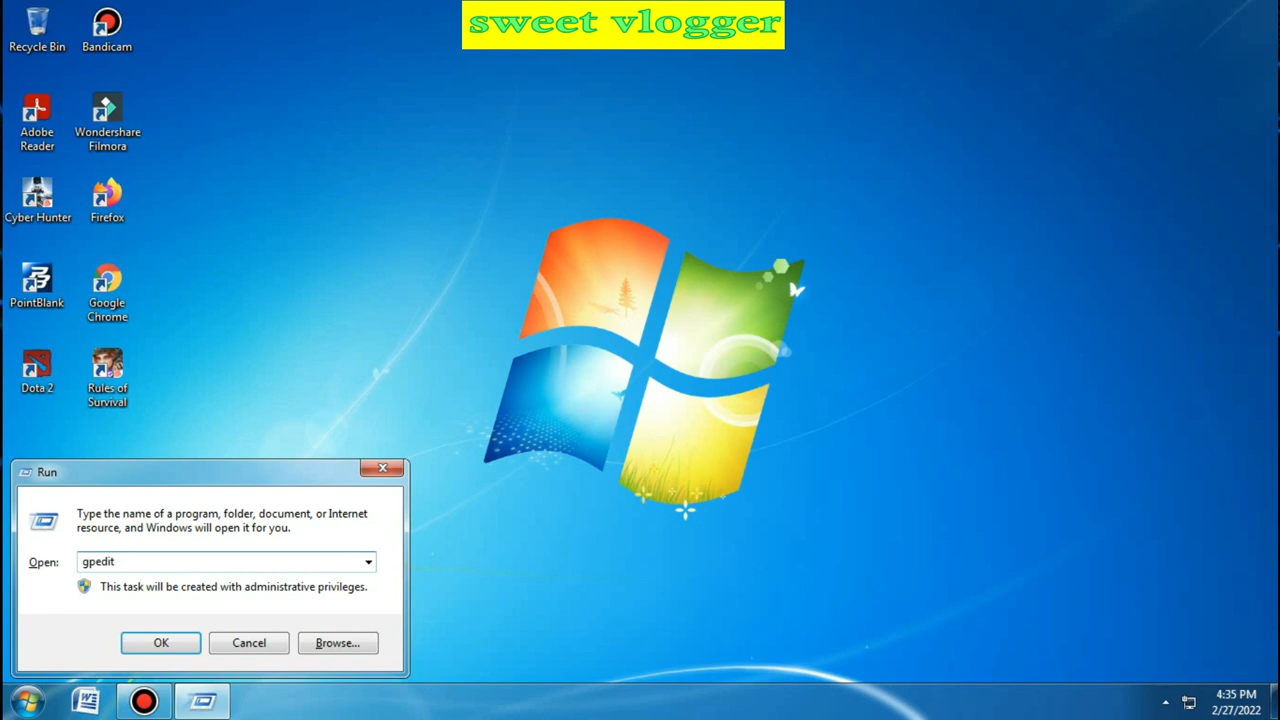 sweet vlogger
Recycle Bin
Bandicam
Adobe
Reader
Wondershare
Filmora
Cyber Hunter
Firefox
PointBlank
Google
Chrome
Dota 2
Rules of
Survival
Run
Type the name of a program, folder, document, or Internet
resource, and Windows will open it for you.
Open:
gpedit
This task will be created with administrative privileges.
OK
Cancel
Browse...
4:35 PM
2/27/2022